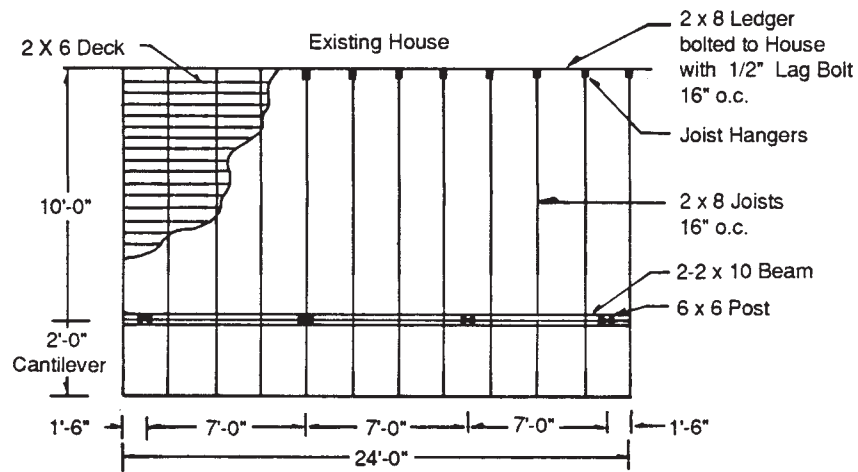 2 X 6 Deck
Existing House
2 x 8 Ledger
bolted to House
with 1/2" Lag Bolt
16" o.c.
Joist Hangers
10'-0"
2 x 8 Joists
16" o.c.
2-2 x 10 Beam
6 x 6 Post
2'-0"
Cantilever
1'-6" 7'-0" 7'-0" 7'-0" 1'-6"
24'-0"